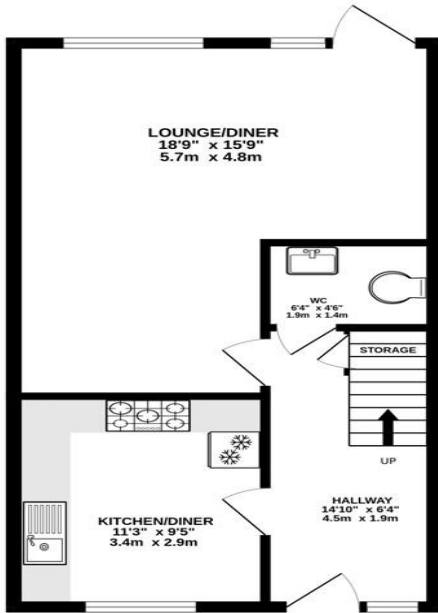 LOUNGE/DINER
18'9" x 15'9"
5.7m x 4.8m
WC
6'4" x 4'6"
1.9m x 1.4m
STORAGE
UP
HALLWAY
14'10" x 6'4"
4.5m x 1.9m
KITCHEN/DINER
11'3" x 9'5"
3.4m x 2.9m